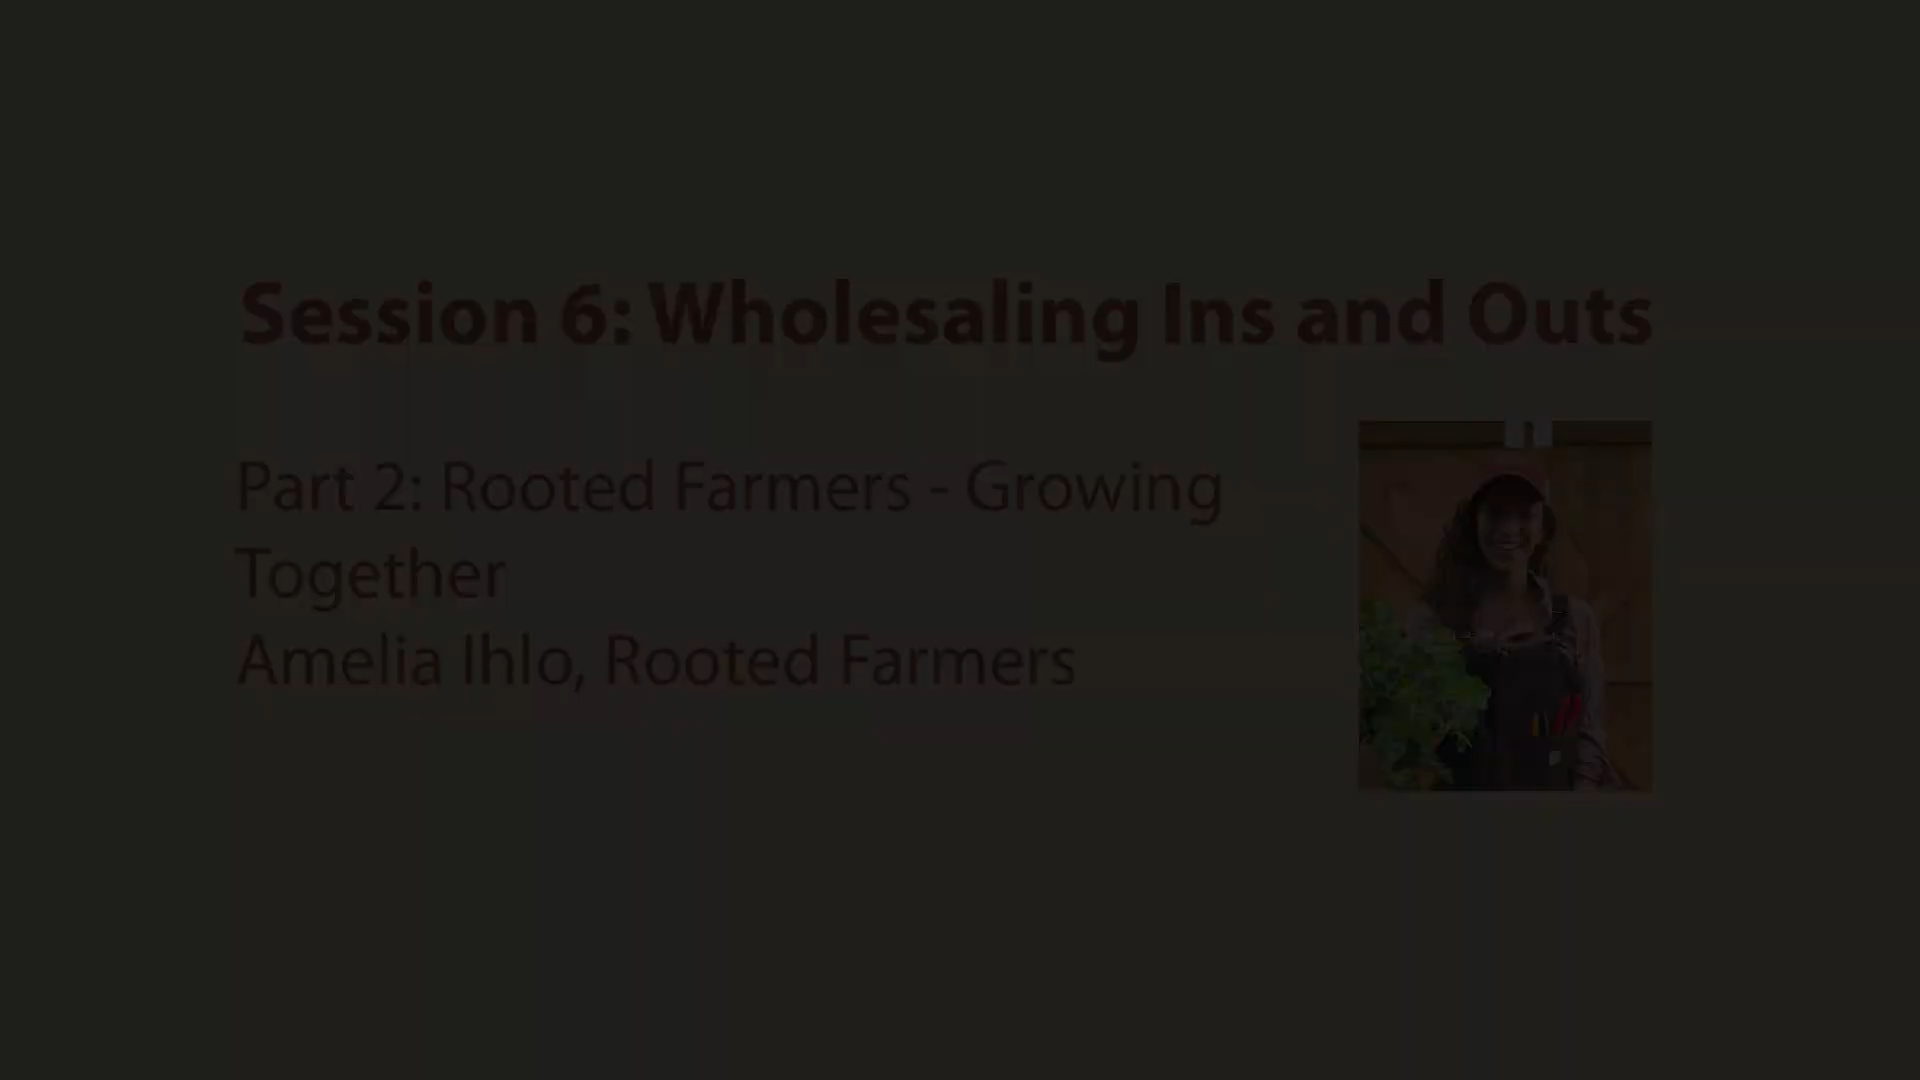 Session 6: Wholesaling Ins and Outs
Part 2: Rooted Farmers - Growing
Together
Amelia Ihlo, Rooted Farmers